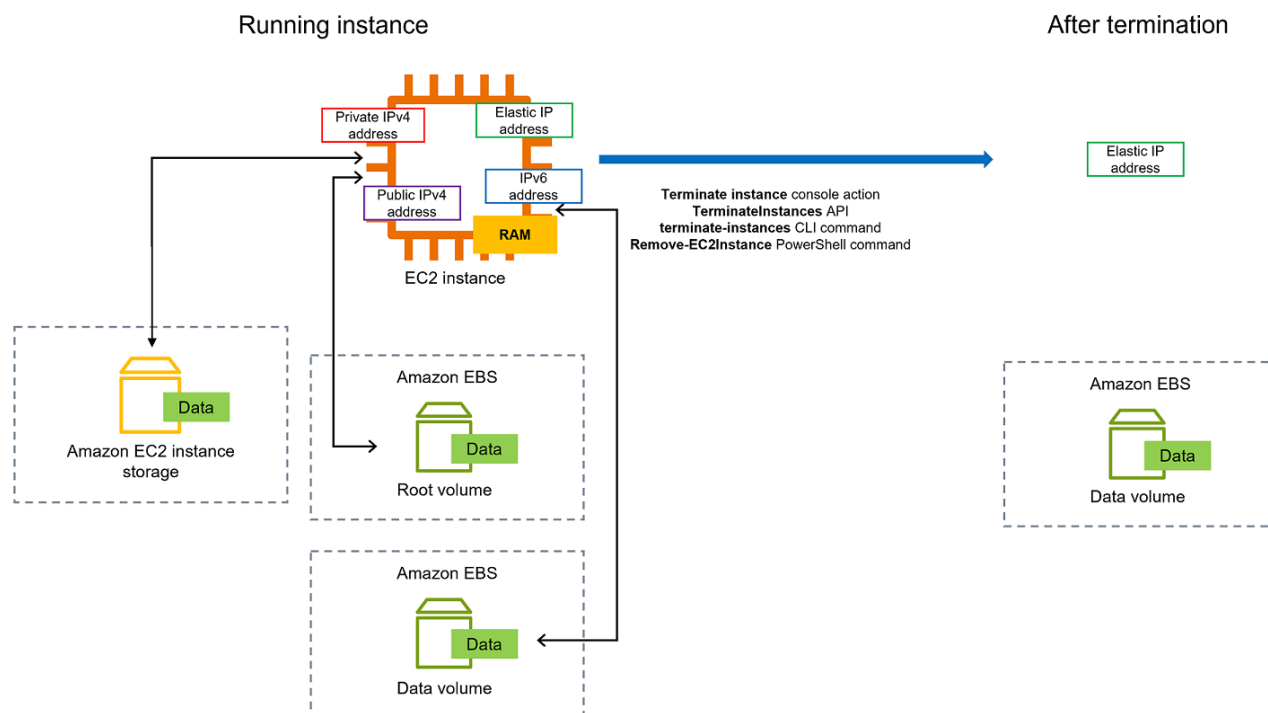 Running instance
After termination
Private IPv4
address
Elastic IP
address
Public IPv4
address
IPv6
address
RAM
EC2 instance
Terminate instance console action
TerminateInstances API
terminate-instances CLI command
Remove-EC2Instance PowerShell command
Elastic IP
address
Data
Amazon EC2 instance
storage
Amazon EBS
Data
Root volume
Amazon EBS
Data
Data volume
Amazon EBS
Data
Data volume